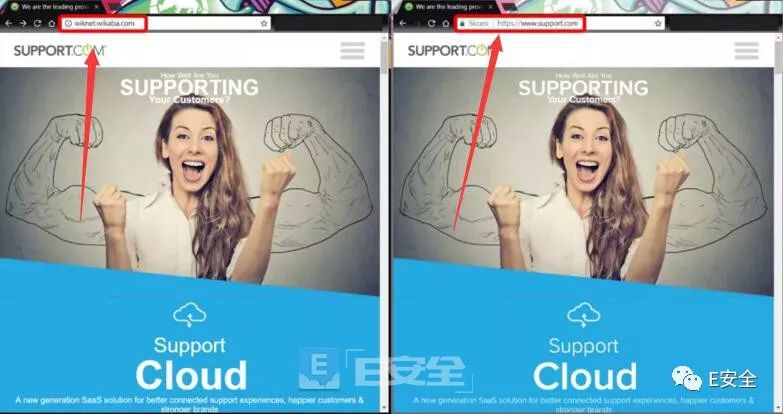 We are the leading prov
wiknet.wikaba.com
SUPPORT.COM
How Well Are You
SUPPORTING
Your Customers?
Support
Cloud
A new generation SaaS solution for better connected support experiences, happier customers &
stronger brands
We are the leading prov
Sicuro
https://www.support.com
SUPPORT.COM
How Well Are You
SUPPORTING
Your Customers?
Support
Cloud
A new generation SaaS solution for better connected support experiences, happier customers &
stronger brands
E安全
E安全